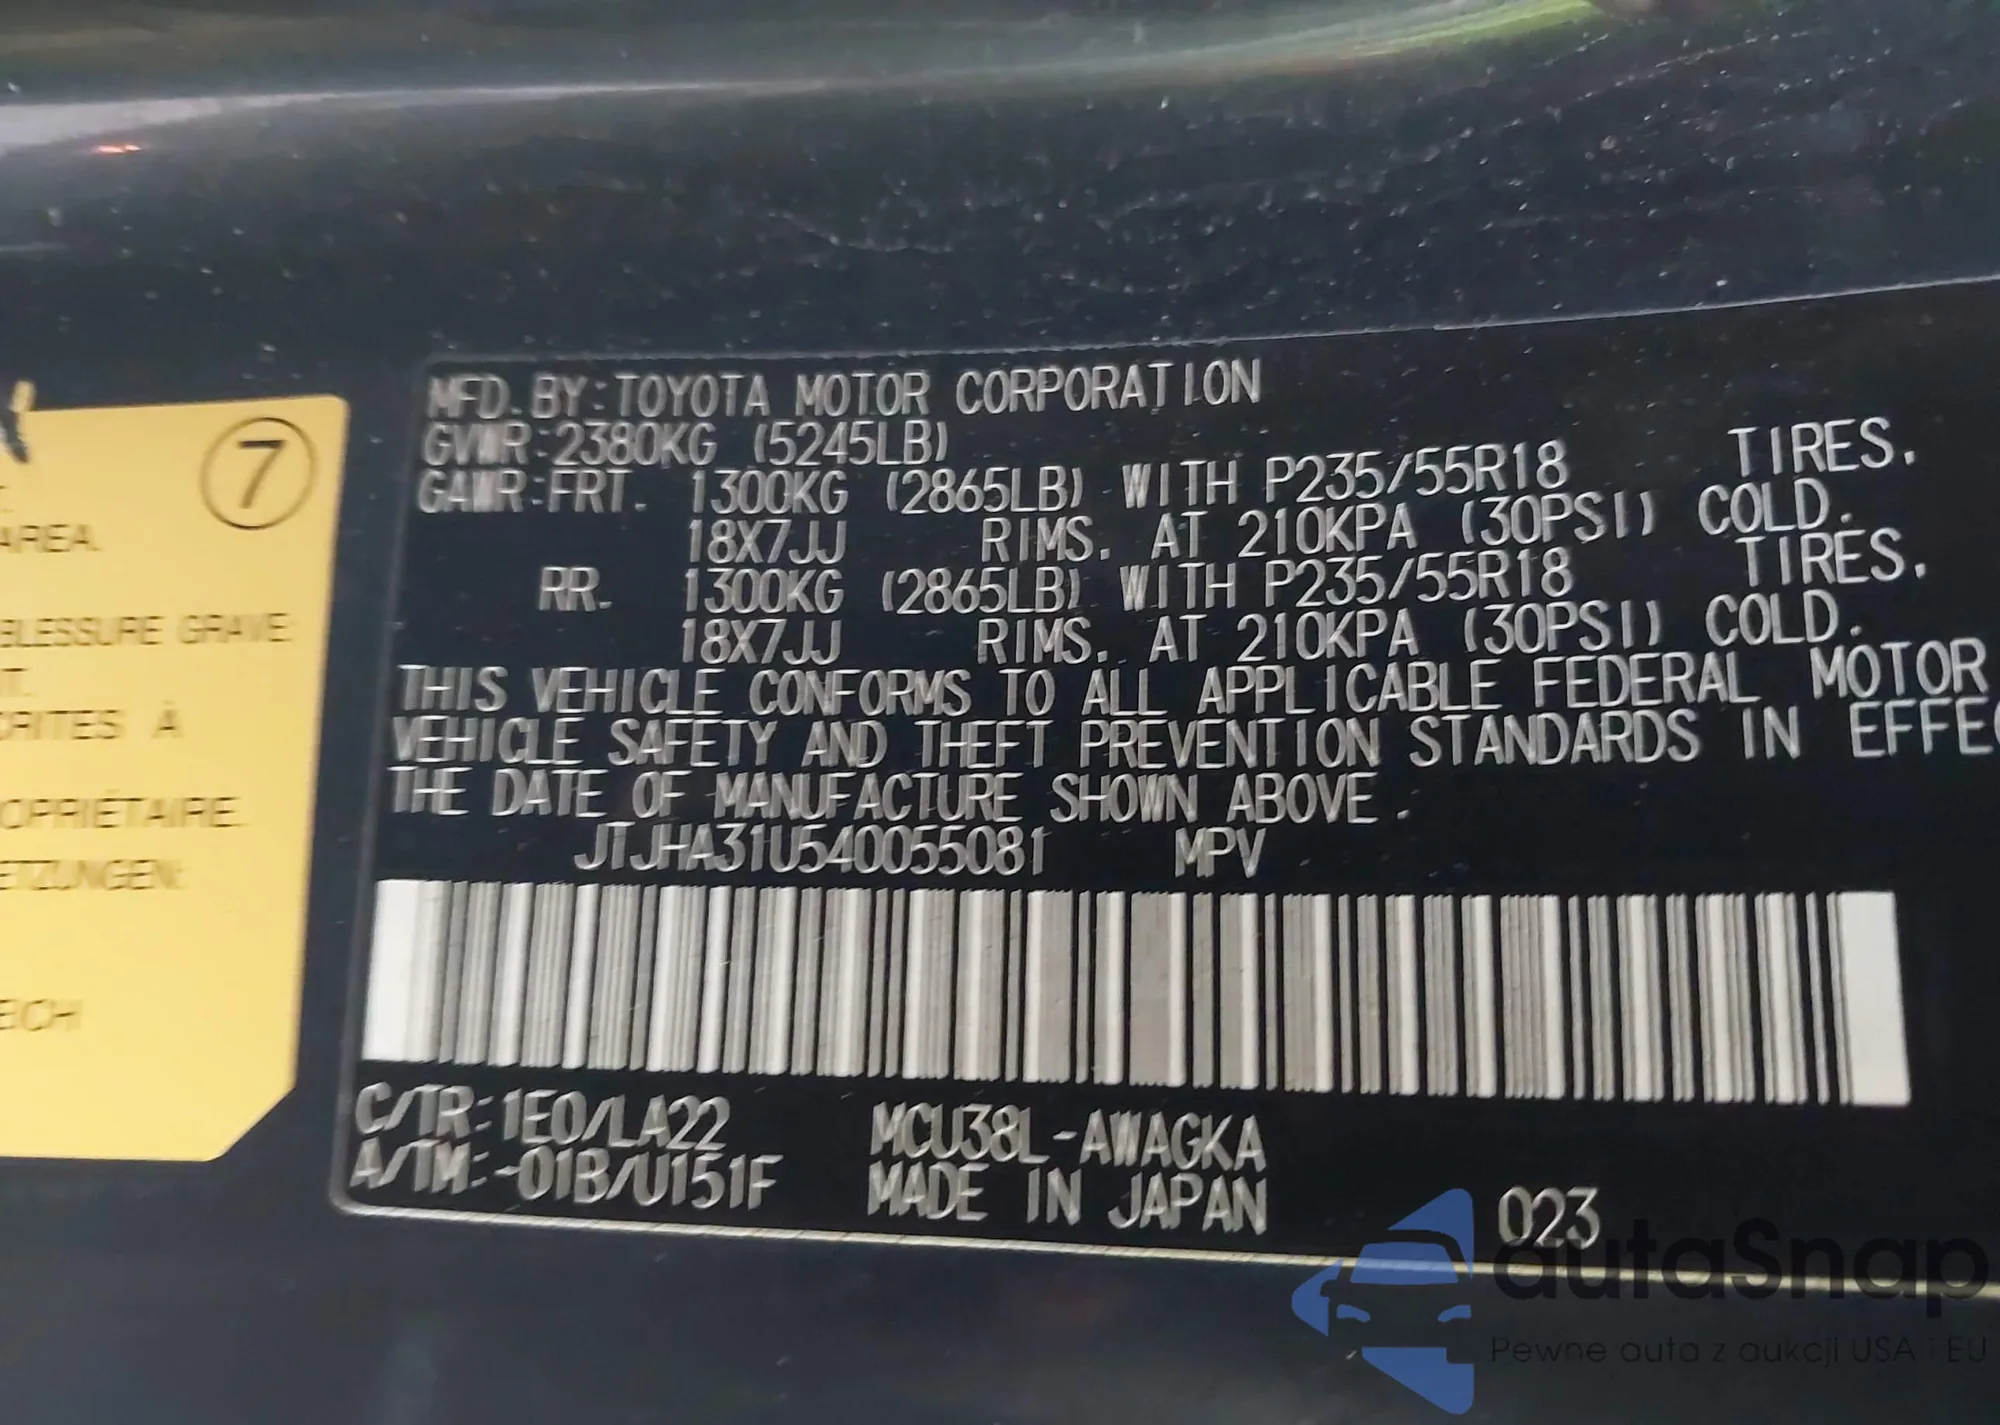 7
AREA.
BLESSURE GRAVE
CRITES À
OPRIÉTAIRE.
ETZUNGEN:
EICH
MFD. BY: TOYOTA MOTOR CORPORATION
GVWR: 2380KG (5245LB)
GAWR: FRT. 1300KG (2865LB) WITH P235/55R18 TIRES.
18X7JJ RIMS. AT 210KPA (30PSI) COLD.
RR. 1300KG (2865LB) WITH P235/55R18 TIRES.
18X7JJ RIMS. AT 210KPA (30PSI) COLD.
THIS VEHICLE CONFORMS TO ALL APPLICABLE FEDERAL MOTOR
VEHICLE SAFETY AND THEFT PREVENTION STANDARDS IN EFFEC
THE DATE OF MANUFACTURE SHOWN ABOVE.
JTJHA31U540055081 MPV
C/TR: 1E0/LA22 MCU38L-AWAGKA
A/TM: -01B/U151F MADE IN JAPAN
023
autaSnap
Pewne auta z aukcji USA i EU